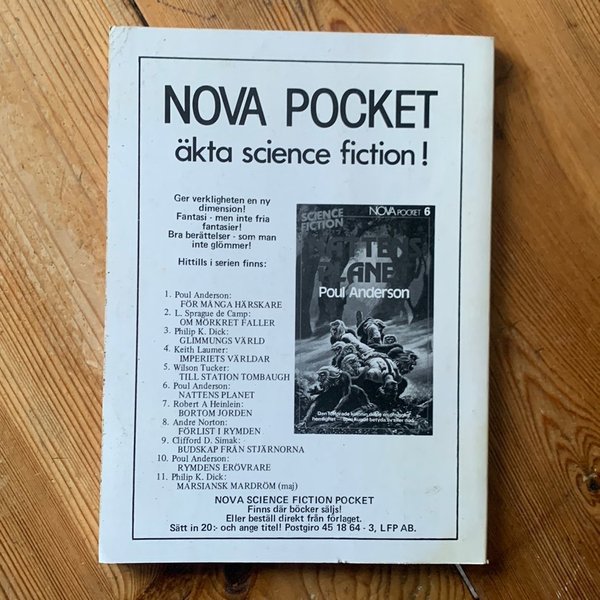 NOVA POCKET
äkta science fiction!
Ger verkligheten en ny
dimension!
Fantasi - men inte fria
fantasier!
Bra berättelser - som man
inte glömmer!
Hittills i serien finns:
1. Poul Anderson:
FÖR MÅNGA HÄRSKARE
2. L. Sprague de Camp:
OM MÖRKRET FALLER
3. Philip K. Dick:
GLIMMUNGS VÄRLD
4. Keith Laumer:
IMPERIETS VÄRLDAR
5. Wilson Tucker:
TILL STATION TOMBAUGH
6. Poul Anderson:
NATTENS PLANET
7. Robert A Heinlein:
BORTOM JORDEN
8. Andre Norton:
FÖRLIST I RYMDEN
9. Clifford D. Simak:
BUDSKAP FRÅN STJÄRNORNA
10. Poul Anderson:
RYMDENS ERÖVRARE
11. Philip K. Dick:
MARSIANSK MARDRÖM (maj)
SCIENCE FICTION
NOVA POCKET 6
NATTENS
PLANET
Poul Anderson
NOVA SCIENCE FICTION POCKET
Finns där böcker säljs!
Eller beställ direkt från förlaget.
Sätt in 20:- och ange titel! Postgiro 45 18 64 - 3, LFP AB.